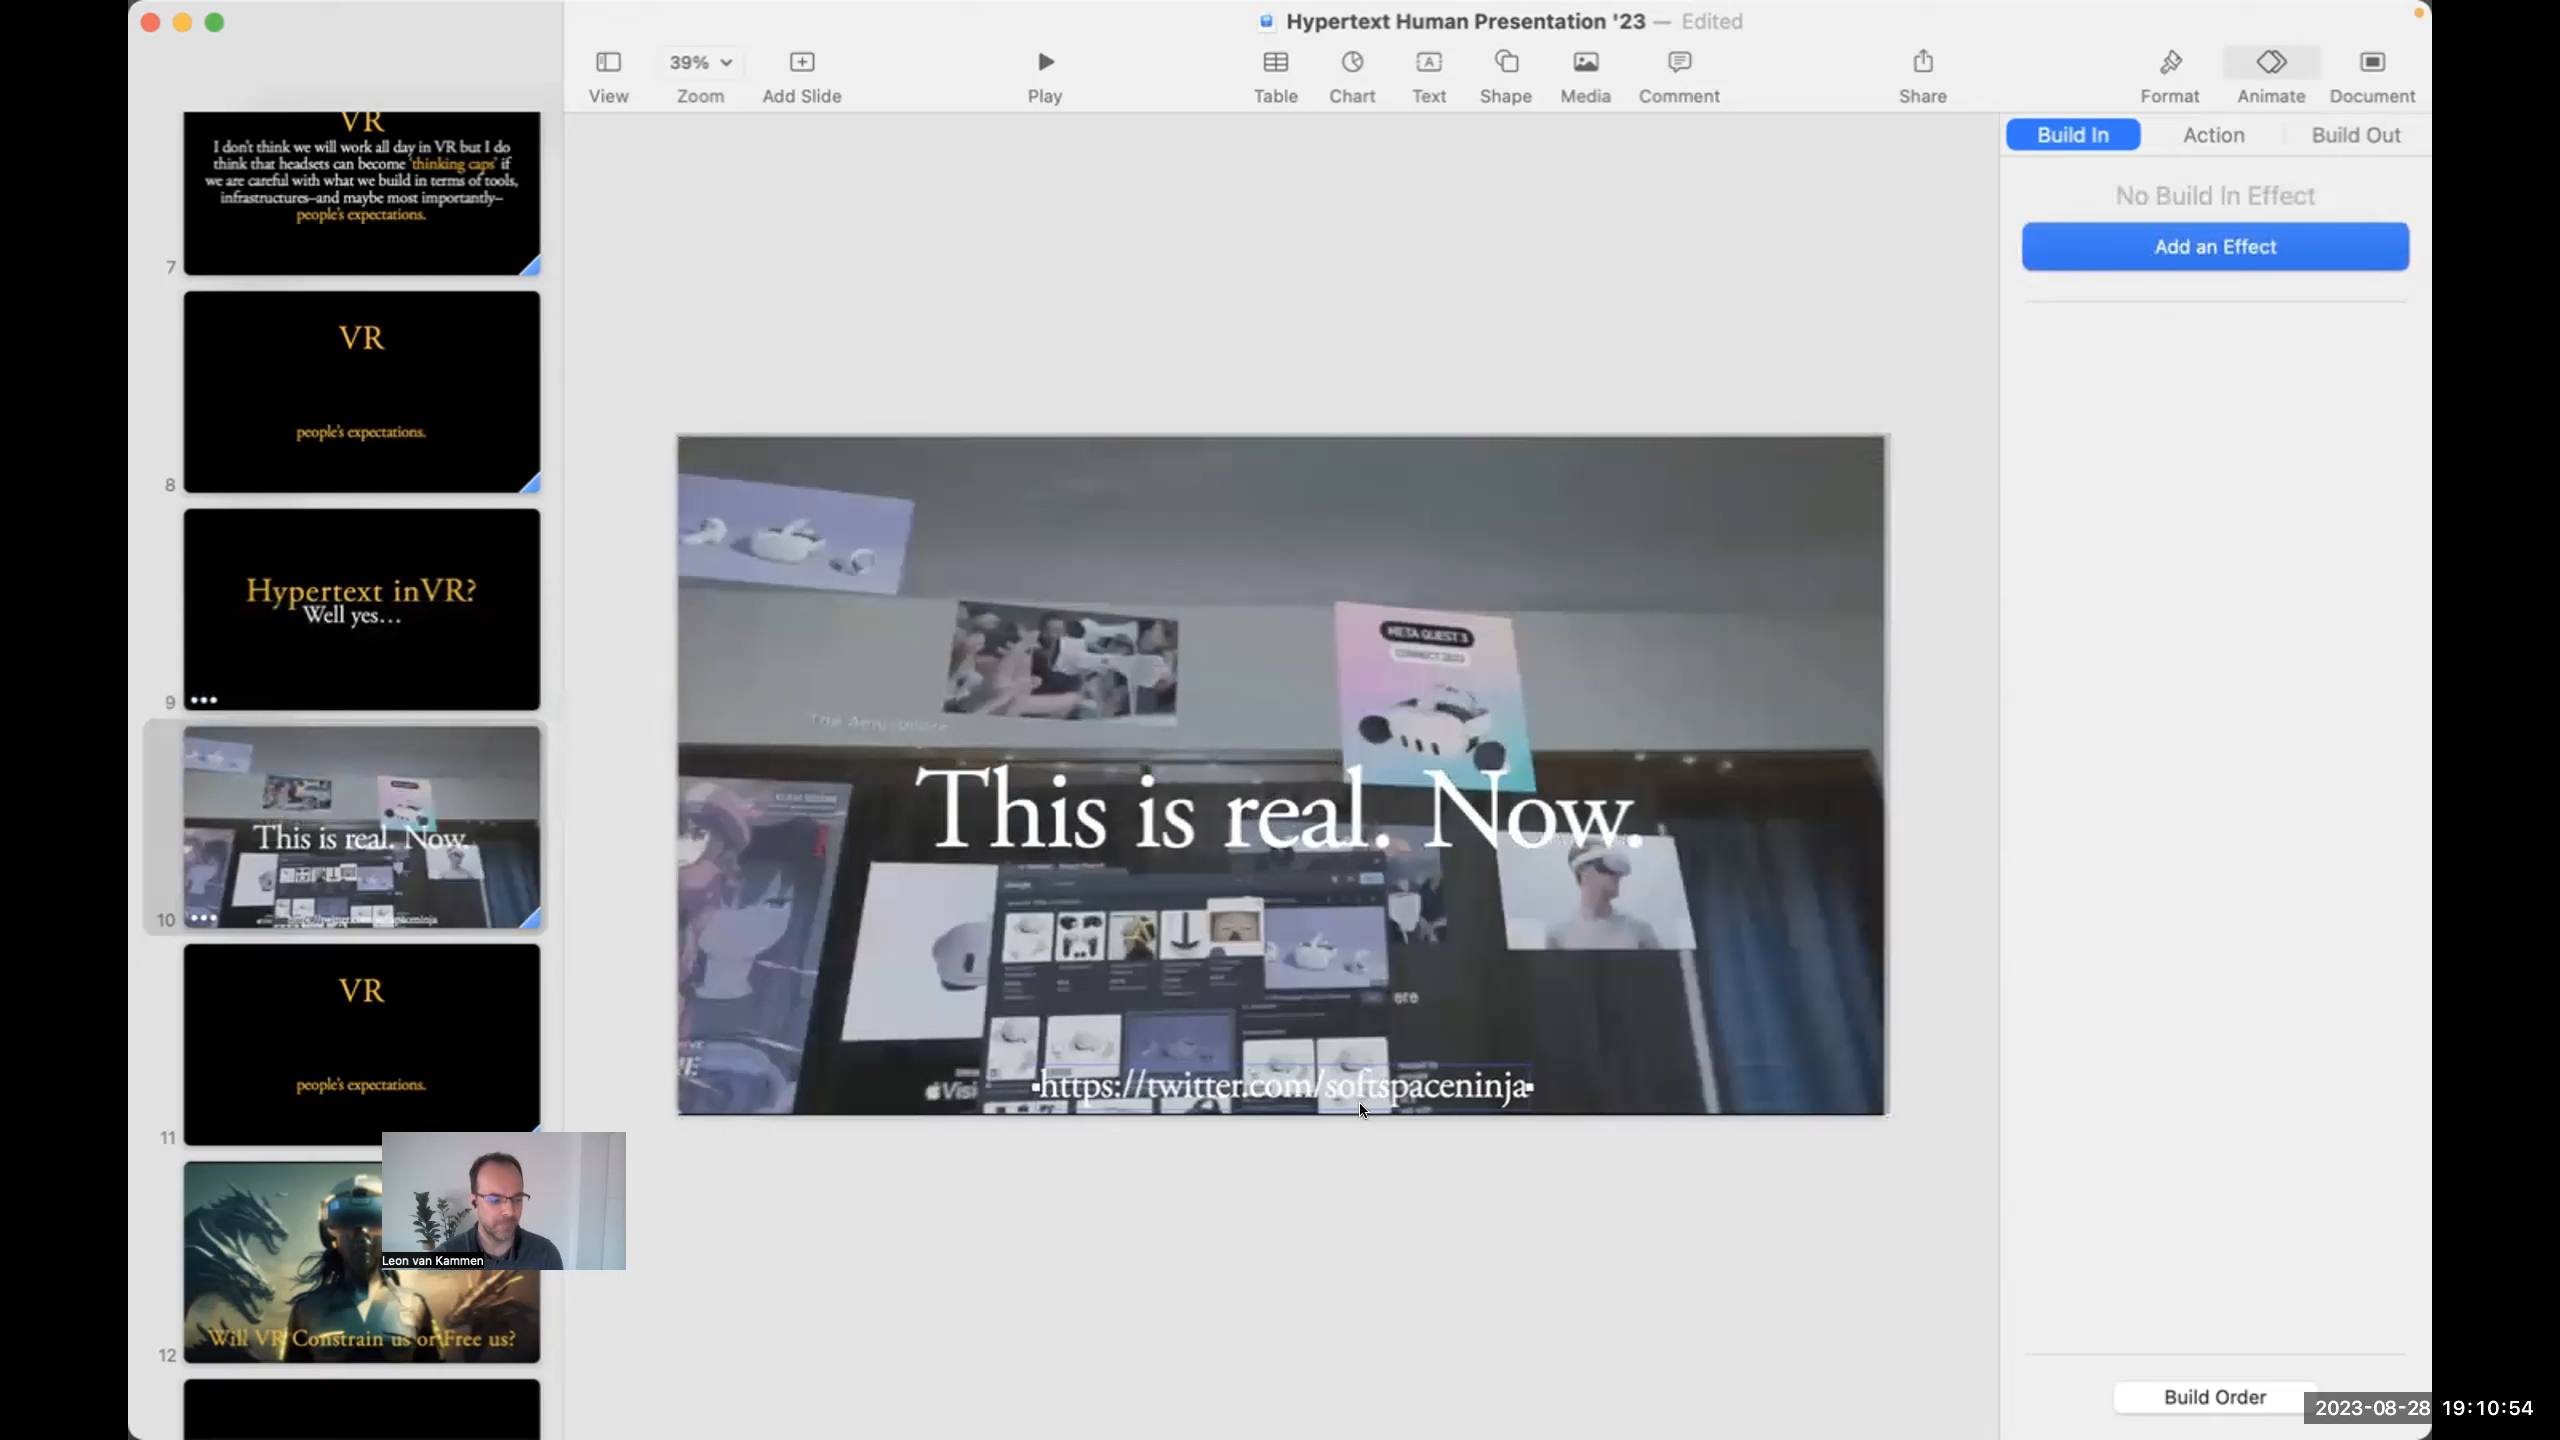 Hypertext Human Presentation '23 — Edited
View
39%
Zoom
Add Slide
Play
Table
Chart
Text
Shape
Media
Comment
Share
Format
Animate
Document
Build In
Action
Build Out
No Build In Effect
Add an Effect
VR
I don't think we will work all day in VR but I do
think that headsets can become 'thinking caps' if
we are careful with what we build in terms of tools,
infrastructures–and maybe most importantly–
people's expectations.
7
VR
people's expectations.
8
Hypertext inVR?
Well yes…
9
This is real. Now.
10
VR
people's expectations.
11
Will VR Constrain us or Free us?
12
Leon van Kammen
META QUEST 3
CONNECT 2023
This is real. Now.
ere
Visi
https://twitter.com/softspaceninja
Build Order
2023-08-28 19:10:54